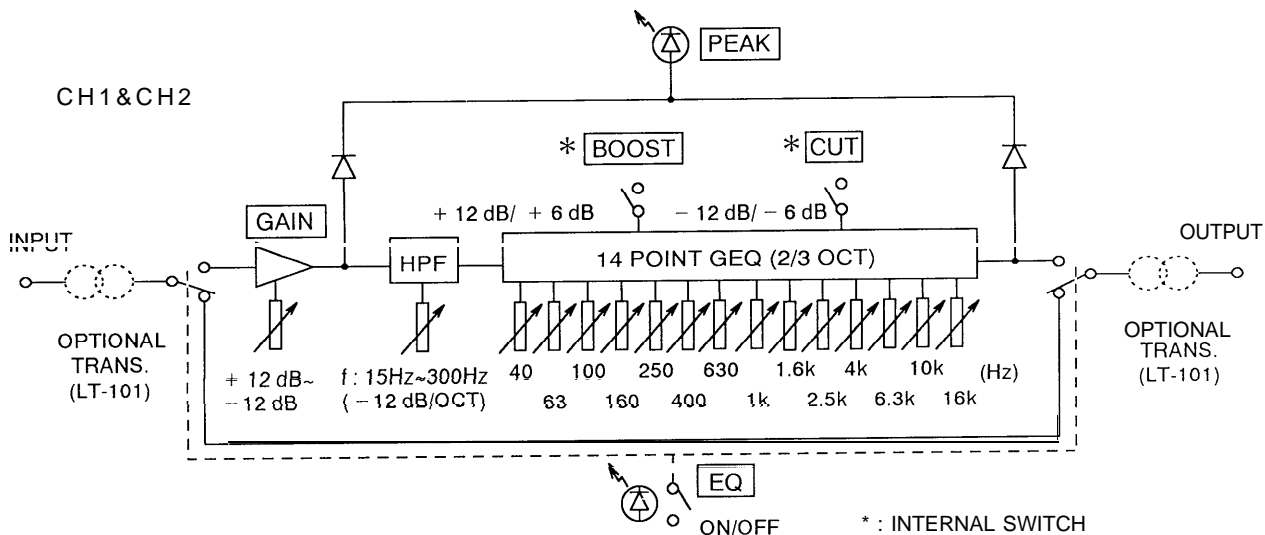 PEAK
CH1&CH2
* BOOST
* CUT
GAIN
+ 12 dB/ + 6 dB
− 12 dB/ − 6 dB
INPUT
OUTPUT
HPF
14 POINT GEQ (2/3 OCT)
OPTIONAL
TRANS.
(LT-101)
+ 12 dB~
− 12 dB
f : 15Hz~300Hz
( − 12 dB/OCT)
40 100 250 630 1.6k 4k 10k (Hz)
63 160 400 1k 2.5k 6.3k 16k
OPTIONAL
TRANS.
(LT-101)
EQ
ON/OFF
* : INTERNAL SWITCH